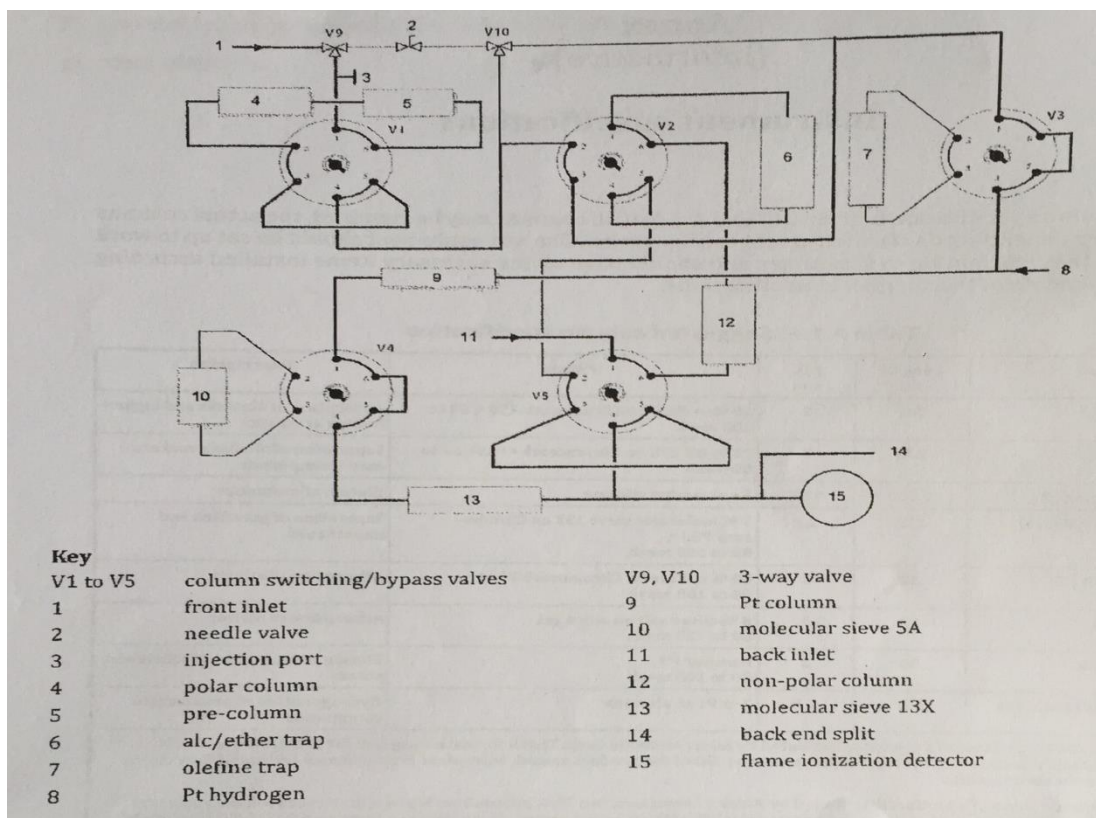 V9
2
V10
1
3
4
5
V1
V2
V3
6
7
9
8
11
12
V4
V5
10
13
14
15
Key
V1 to V5 column switching/bypass valves
1 front inlet
2 needle valve
3 injection port
4 polar column
5 pre-column
6 alc/ether trap
7 olefine trap
8 Pt hydrogen
V9, V10 3-way valve
9 Pt column
10 molecular sieve 5A
11 back inlet
12 non-polar column
13 molecular sieve 13X
14 back end split
15 flame ionization detector